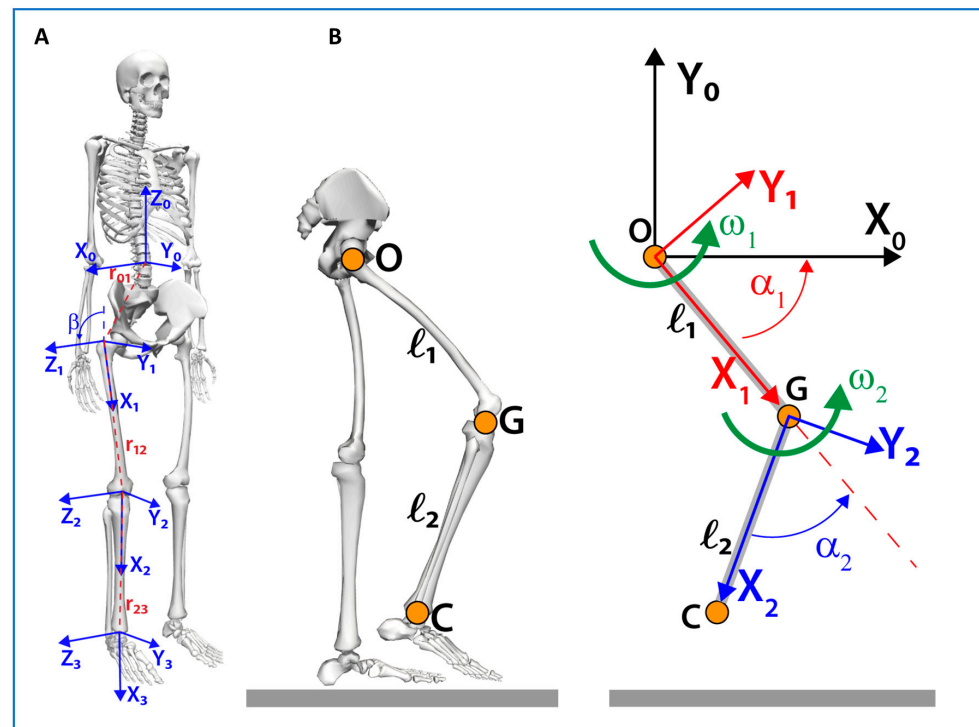 A
B
Z₀
X₀
Y₀
r₀₁
β
Z₁
Y₁
X₁
r₁₂
Z₂
Y₂
X₂
r₂₃
Z₃
Y₃
X₃
O
ℓ₁
G
ℓ₂
C
Y₀
Y₁
O
ω₁
X₀
α₁
ℓ₁
X₁
G
ω₂
Y₂
ℓ₂
α₂
X₂
C